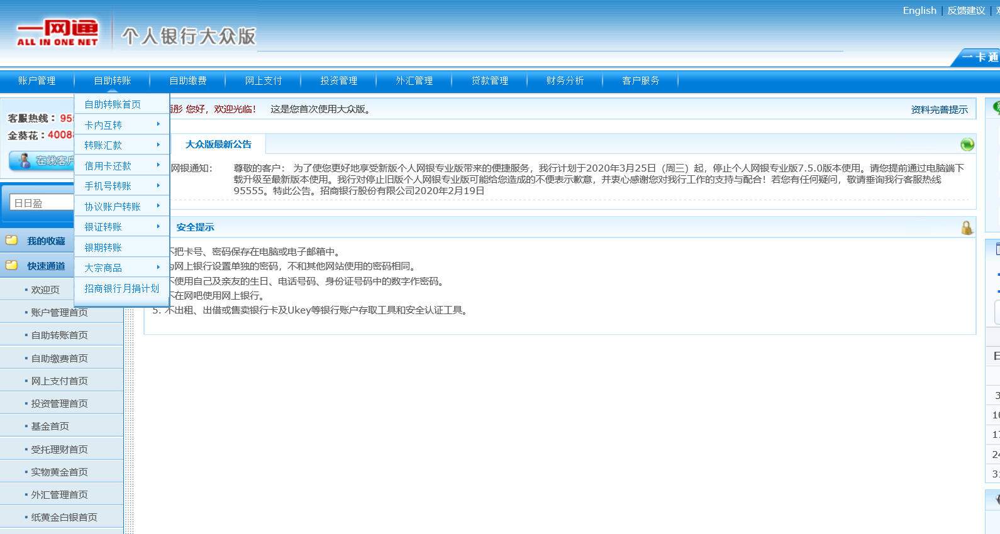 English | 反馈建议 |
一网通
ALL IN ONE NET
个人银行大众版
一卡通
账户管理 自助转账 自助缴费 网上支付 投资管理 外汇管理 贷款管理 财务分析 客户服务
自助转账首页
卡内互转
转账汇款
信用卡还款
手机号转账
协议账户转账
银证转账
银期转账
大宗商品
招商银行月捐计划
彤 您好，欢迎光临！ 这是您首次使用大众版。
资料完善提示
客服热线：955
金葵花：4008
在线客户
日日盈
我的收藏
快速通道
欢迎页
账户管理首页
自助转账首页
自助缴费首页
网上支付首页
投资管理首页
基金首页
受托理财首页
实物黄金首页
外汇管理首页
纸黄金白银首页
大众版最新公告
网银通知： 尊敬的客户： 为了使您更好地享受新版个人网银专业版带来的便捷服务，我行计划于2020年3月25日（周三）起，停止个人网银专业版7.5.0版本使用。请您提前通过电脑端下
载升级至最新版本使用。我行对停止旧版个人网银专业版可能给您造成的不便表示歉意，并衷心感谢您对我行工作的支持与配合！若您有任何疑问，敬请垂询我行客服热线
95555。特此公告。招商银行股份有限公司2020年2月19日
安全提示
不把卡号、密码保存在电脑或电子邮箱中。
为网上银行设置单独的密码，不和其他网站使用的密码相同。
不使用自己及亲友的生日、电话号码、身份证号码中的数字作密码。
不在网吧使用网上银行。
5. 不出租、出借或售卖银行卡及Ukey等银行账户存取工具和安全认证工具。
日
3
10
17
24
31